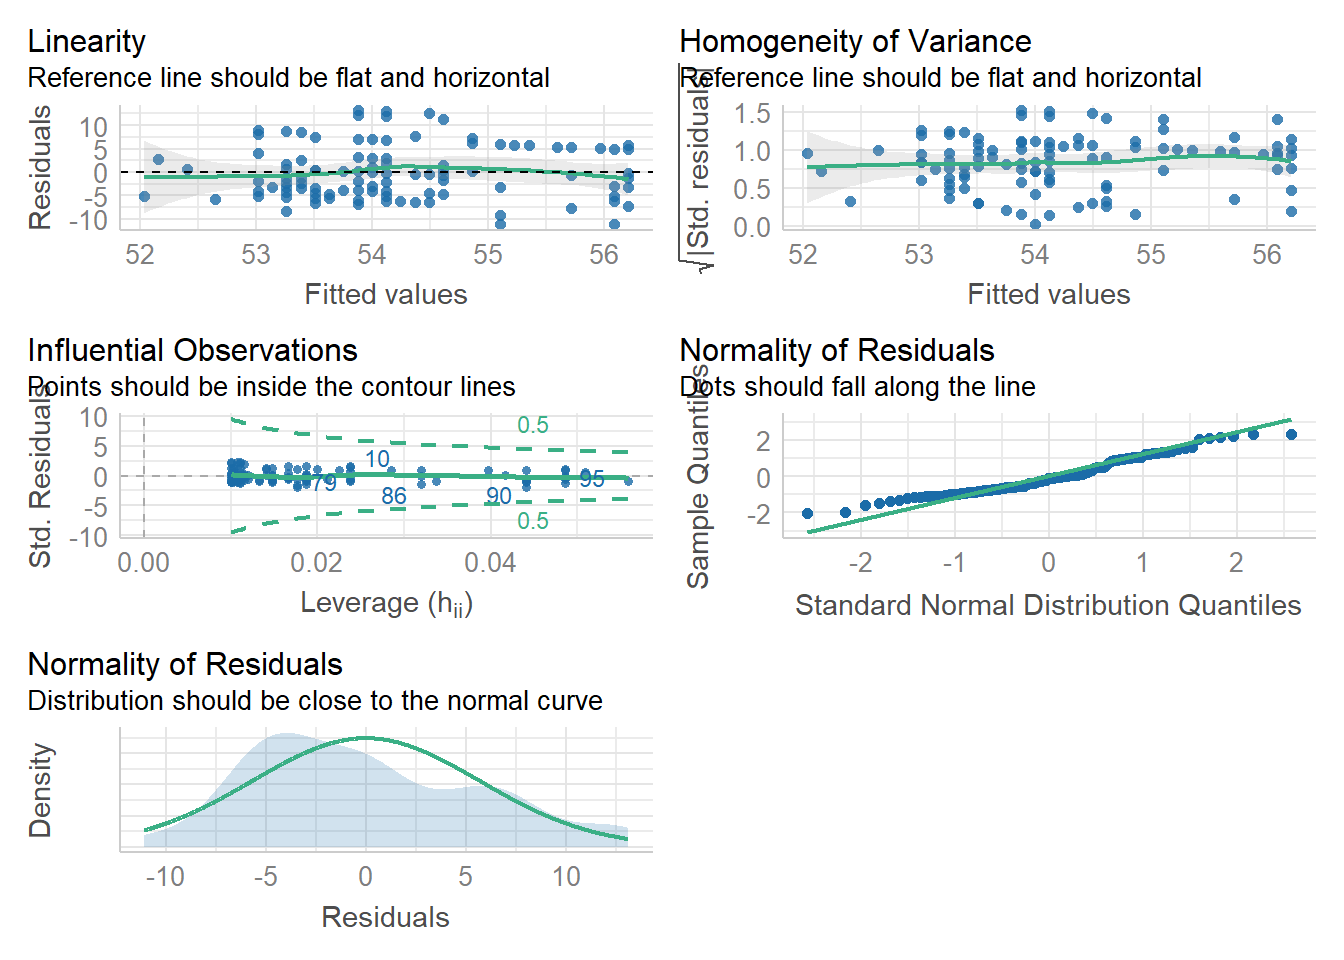 Linearity
Reference line should be flat and horizontal
Residuals
10
5
0
-5
-10
52 53 54 55 56
Fitted values
Homogeneity of Variance
Reference line should be flat and horizontal
√|Std. residuals|
1.5
1.0
0.5
0.0
52 53 54 55 56
Fitted values
Influential Observations
Points should be inside the contour lines
Std. Residuals
10
5
0
-5
-10
0.5
10
79
86
90
95
0.5
0.00 0.02 0.04
Leverage (hii)
Normality of Residuals
Dots should fall along the line
Sample Quantiles
2
0
-2
-2 -1 0 1 2
Standard Normal Distribution Quantiles
Normality of Residuals
Distribution should be close to the normal curve
Density
-10 -5 0 5 10
Residuals